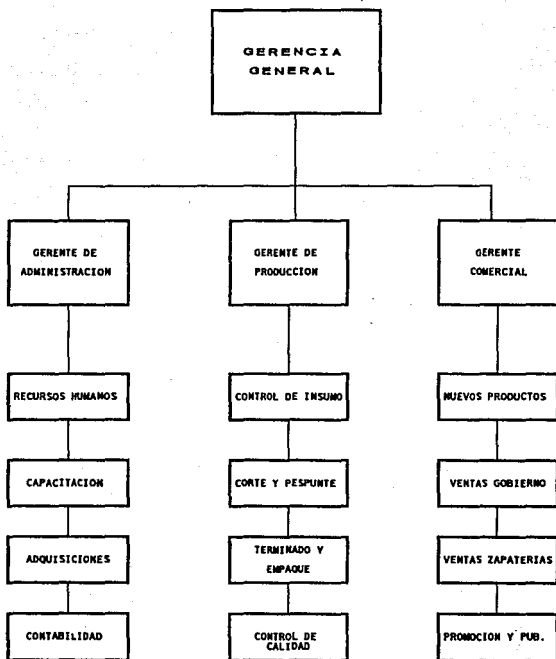 GERENCIA
GENERAL
GERENTE DE
ADMINISTRACION
GERENTE DE
PRODUCCION
GERENTE
COMERCIAL
RECURSOS HUMANOS
CONTROL DE INSUMO
NUEVOS PRODUCTOS
CAPACITACION
CORTE Y PESPUNTE
VENTAS GOBIERNO
ADQUISICIONES
TERMINADO Y
EMPAQUE
VENTAS ZAPATERIAS
CONTABILIDAD
CONTROL DE
CALIDAD
PROMOCION Y PUB.